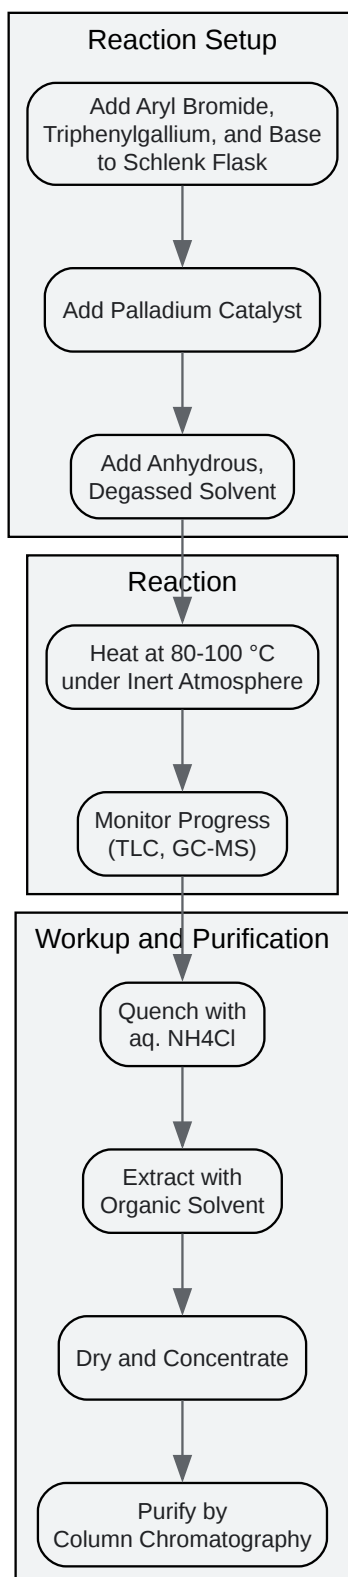 Reaction Setup
Add Aryl Bromide,
Triphenylgallium, and Base
to Schlenk Flask
Add Palladium Catalyst
Add Anhydrous,
Degassed Solvent
Reaction
Heat at 80-100 °C
under Inert Atmosphere
Monitor Progress
(TLC, GC-MS)
Workup and Purification
Quench with
aq. NH4Cl
Extract with
Organic Solvent
Dry and Concentrate
Purify by
Column Chromatography